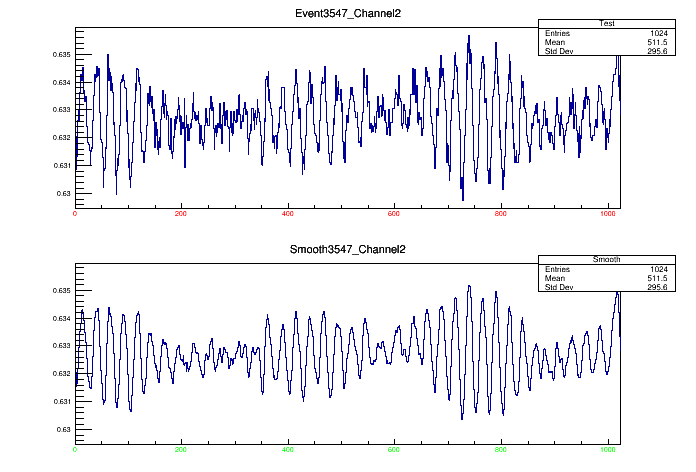 Event3547_Channel2
Test
Entries 1024
Mean 511.5
Std Dev 295.6
0.635
0.634
0.633
0.632
0.631
0.63
0 200 400 600 800 1000
Smooth3547_Channel2
Smooth
Entries 1024
Mean 511.5
Std Dev 295.6
0.635
0.634
0.633
0.632
0.631
0.63
0 200 400 600 800 1000